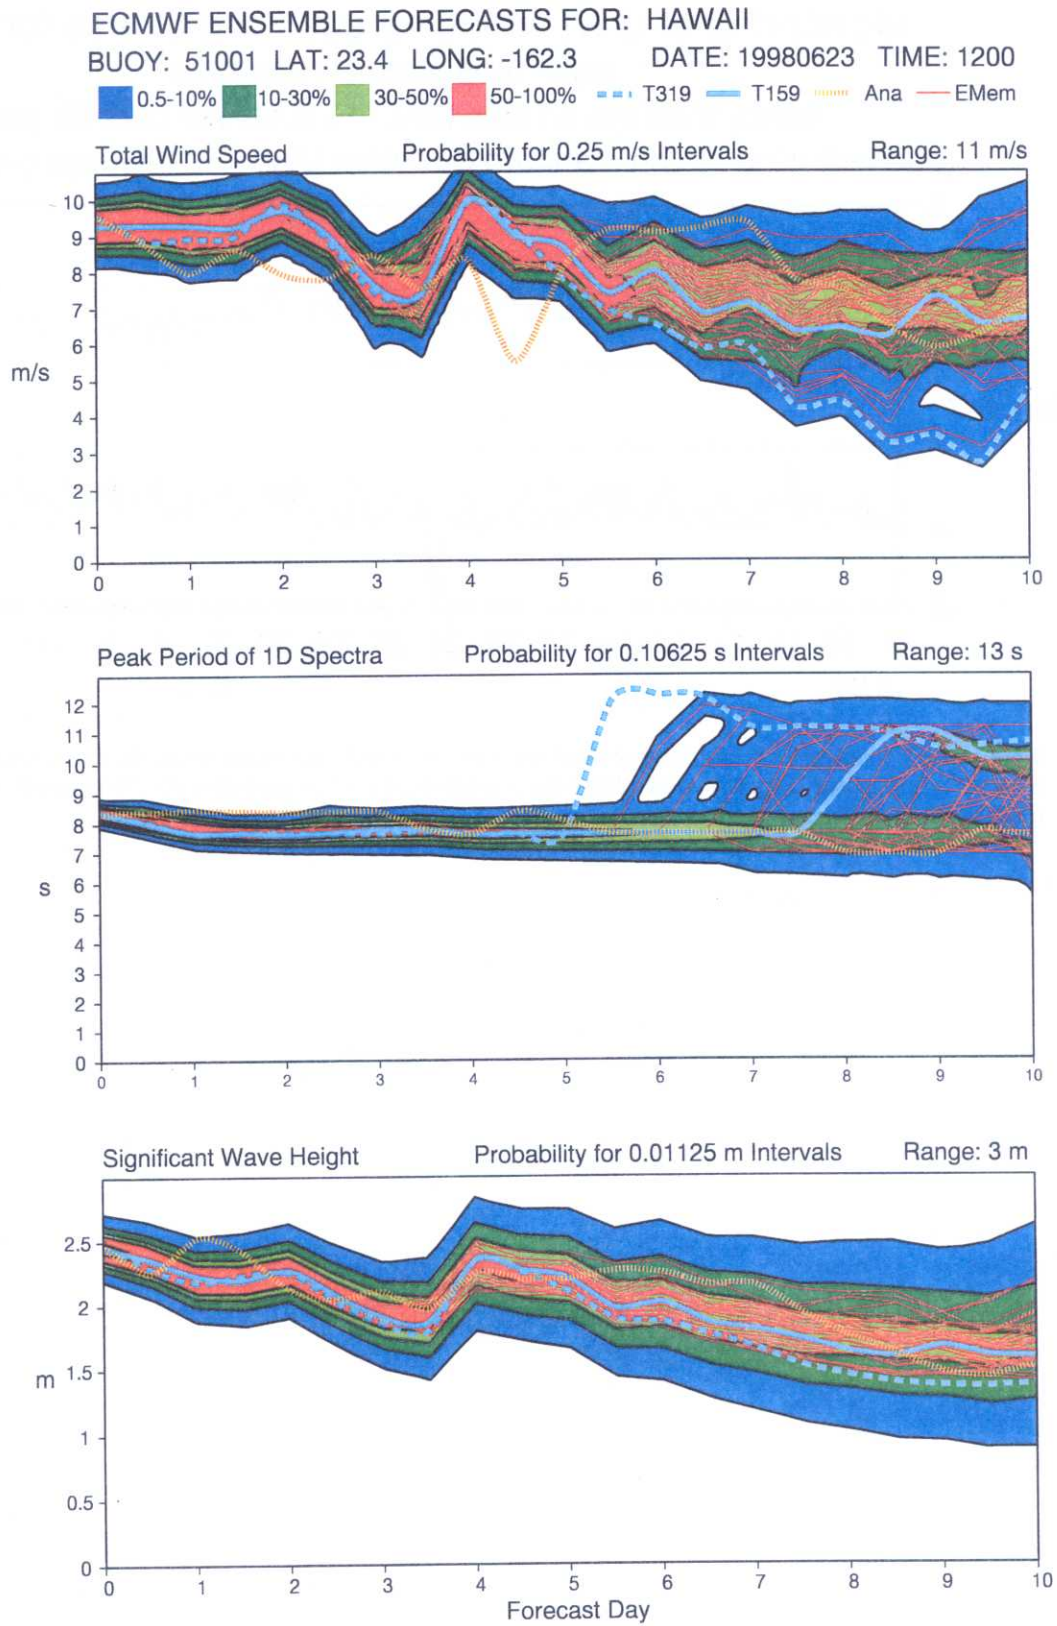 ECMWF ENSEMBLE FORECASTS FOR: HAWAII
BUOY: 51001 LAT: 23.4 LONG: -162.3 DATE: 19980623 TIME: 1200
0.5-10% 10-30% 30-50% 50-100% T319 T159 Ana EMem
Total Wind Speed Probability for 0.25 m/s Intervals Range: 11 m/s
10
9
8
7
6
m/s
5
4
3
2
1
0
0 1 2 3 4 5 6 7 8 9 10
Peak Period of 1D Spectra Probability for 0.10625 s Intervals Range: 13 s
12
11
10
9
8
7
s 6
5
4
3
2
1
0
0 1 2 3 4 5 6 7 8 9 10
Significant Wave Height Probability for 0.01125 m Intervals Range: 3 m
2.5
2
1.5
m
1
0.5
0
0 1 2 3 4 5 6 7 8 9 10
Forecast Day